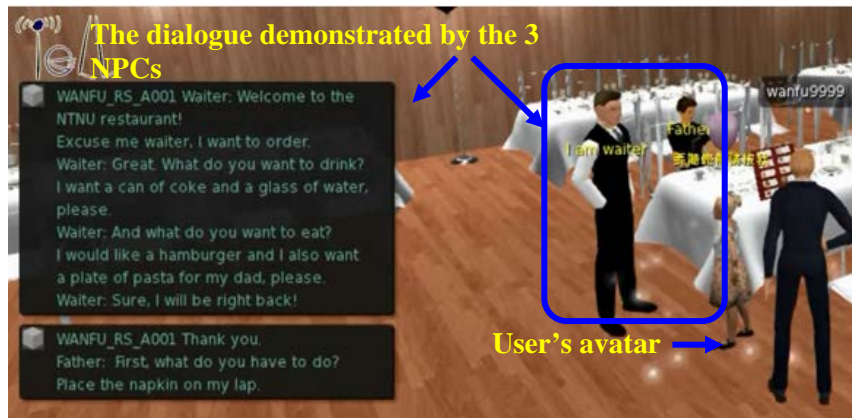 The dialogue demonstrated by the 3
NPCs
WANFU_RS_A001 Waiter: Welcome to the
NTNU restaurant!
Excuse me waiter, I want to order.
Waiter: Great. What do you want to drink?
I want a can of coke and a glass of water,
please.
Waiter: And what do you want to eat?
I would like a hamburger and I also want
a plate of pasta for my dad, please.
Waiter: Sure, I will be right back!
WANFU_RS_A001 Thank you.
Father: First, what do you have to do?
Place the napkin on my lap.
wanfu9999
Father
I am waiter
User's avatar